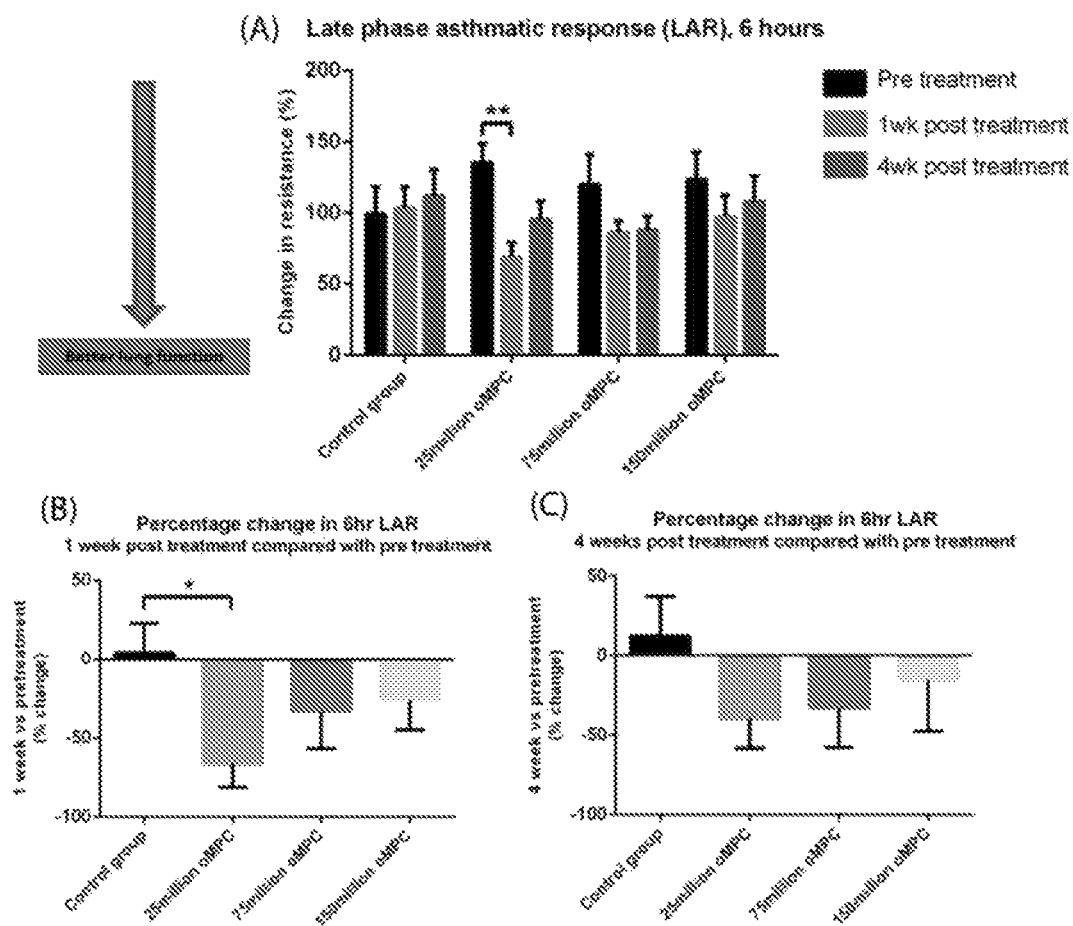 (A) Late phase asthmatic response (LAR), 6 hours
Pre treatment
1wk post treatment
4wk post treatment
Change in resistance (%)
200
150
100
50
0
**
Better lung function
Control group
25million oMPC
75million oMPC
150million oMPC
(B)
Percentage change in 6hr LAR
1 week post treatment compared with pre treatment
1 week vs pretreatment
(% change)
50
0
-50
-100
*
Control group
25million oMPC
75million oMPC
150million oMPC
(C)
Percentage change in 6hr LAR
4 weeks post treatment compared with pre treatment
4 week vs pretreatment
(% change)
50
0
-50
-100
Control group
25million oMPC
75million oMPC
150million oMPC